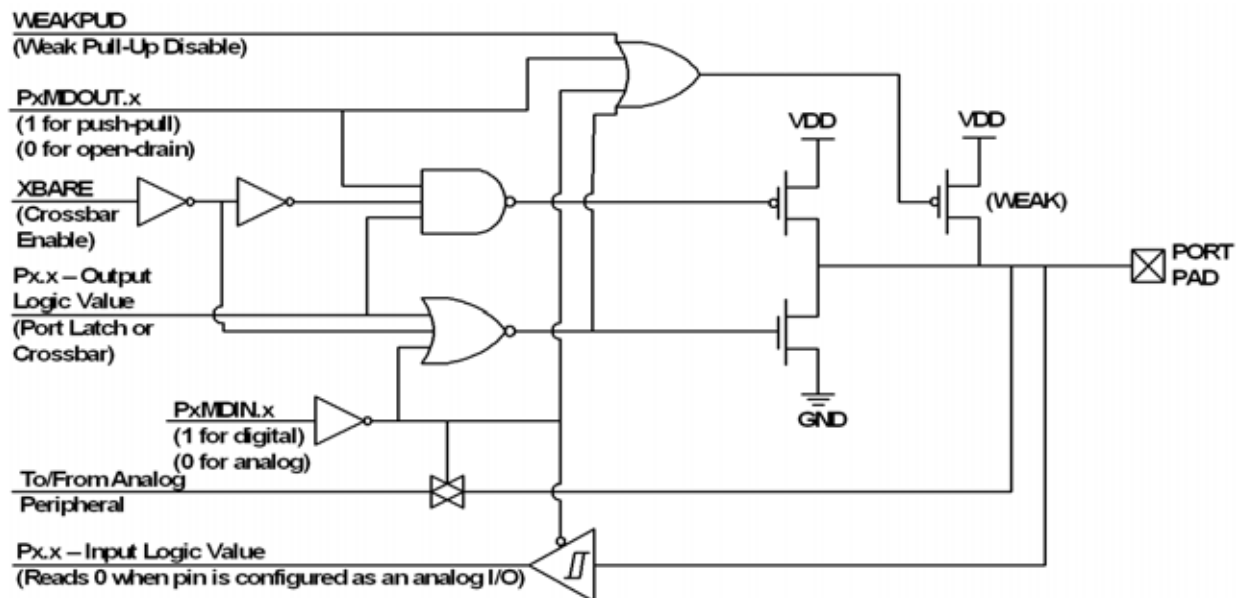 WEAKPUD
(Weak Pull-Up Disable)
PxMDOUT.x
(1 for push-pull)
(0 for open-drain)
XBARE
(Crossbar
Enable)
Px.x – Output
Logic Value
(Port Latch or
Crossbar)
PxMDIN.x
(1 for digital)
(0 for analog)
To/From Analog
Peripheral
Px.x – Input Logic Value
(Reads 0 when pin is configured as an analog I/O)
VDD
VDD
(WEAK)
GND
PORT
PAD